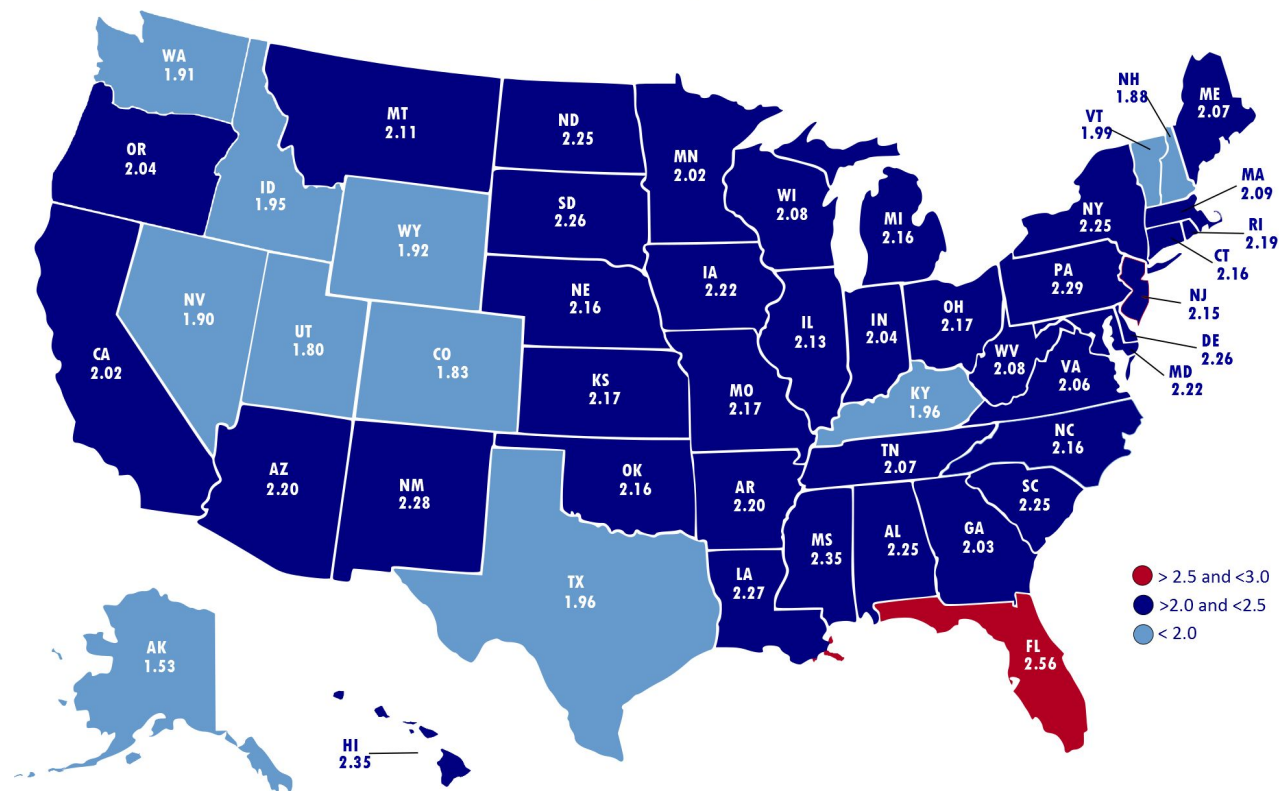 WA
1.91
OR
2.04
CA
2.02
NV
1.90
ID
1.95
MT
2.11
WY
1.92
UT
1.80
CO
1.83
AZ
2.20
NM
2.28
ND
2.25
SD
2.26
NE
2.16
KS
2.17
OK
2.16
TX
1.96
MN
2.02
IA
2.22
MO
2.17
AR
2.20
LA
2.27
WI
2.08
IL
2.13
MI
2.16
IN
2.04
OH
2.17
KY
1.96
TN
2.07
MS
2.35
AL
2.25
GA
2.03
FL
2.56
SC
2.25
NC
2.16
VA
2.06
WV
2.08
PA
2.29
NY
2.25
VT
1.99
NH
1.88
ME
2.07
MA
2.09
RI
2.19
CT
2.16
NJ
2.15
DE
2.26
MD
2.22
AK
1.53
HI
2.35
> 2.5 and <3.0
>2.0 and <2.5
< 2.0